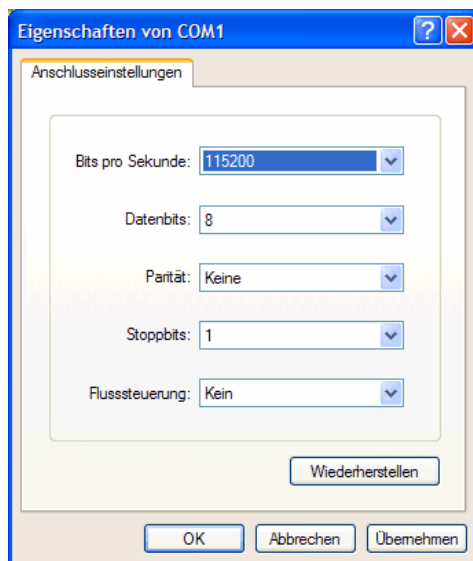 Eigenschaften von COM1
Anschlusseinstellungen
Bits pro Sekunde: 115200
Datenbits: 8
Parität: Keine
Stoppbits: 1
Flusssteuerung: Kein
Wiederherstellen
OK Abbrechen Übernehmen